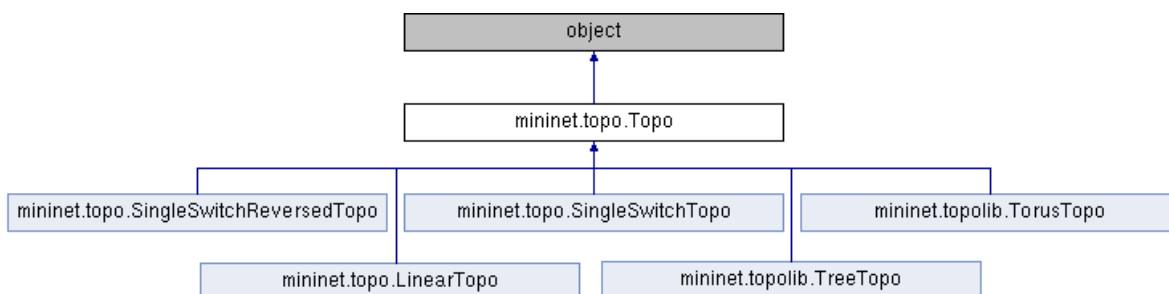 object
mininet.topo.Topo
mininet.topo.SingleSwitchReversedTopo
mininet.topo.SingleSwitchTopo
mininet.topolib.TorusTopo
mininet.topo.LinearTopo
mininet.topolib.TreeTopo